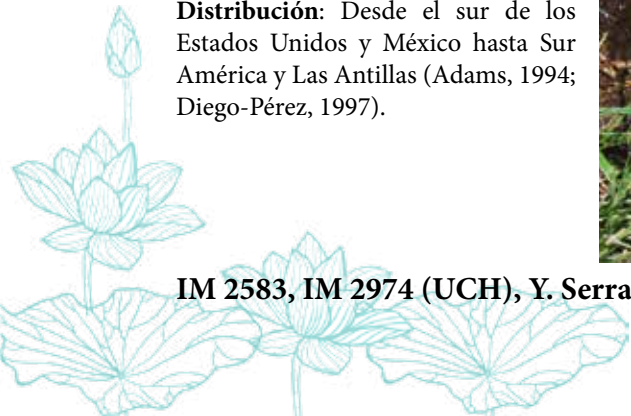 Distribución: Desde el sur de los
Estados Unidos y México hasta Sur
América y Las Antillas (Adams, 1994;
Diego-Pérez, 1997).
IM 2583, IM 2974 (UCH), Y. Serra